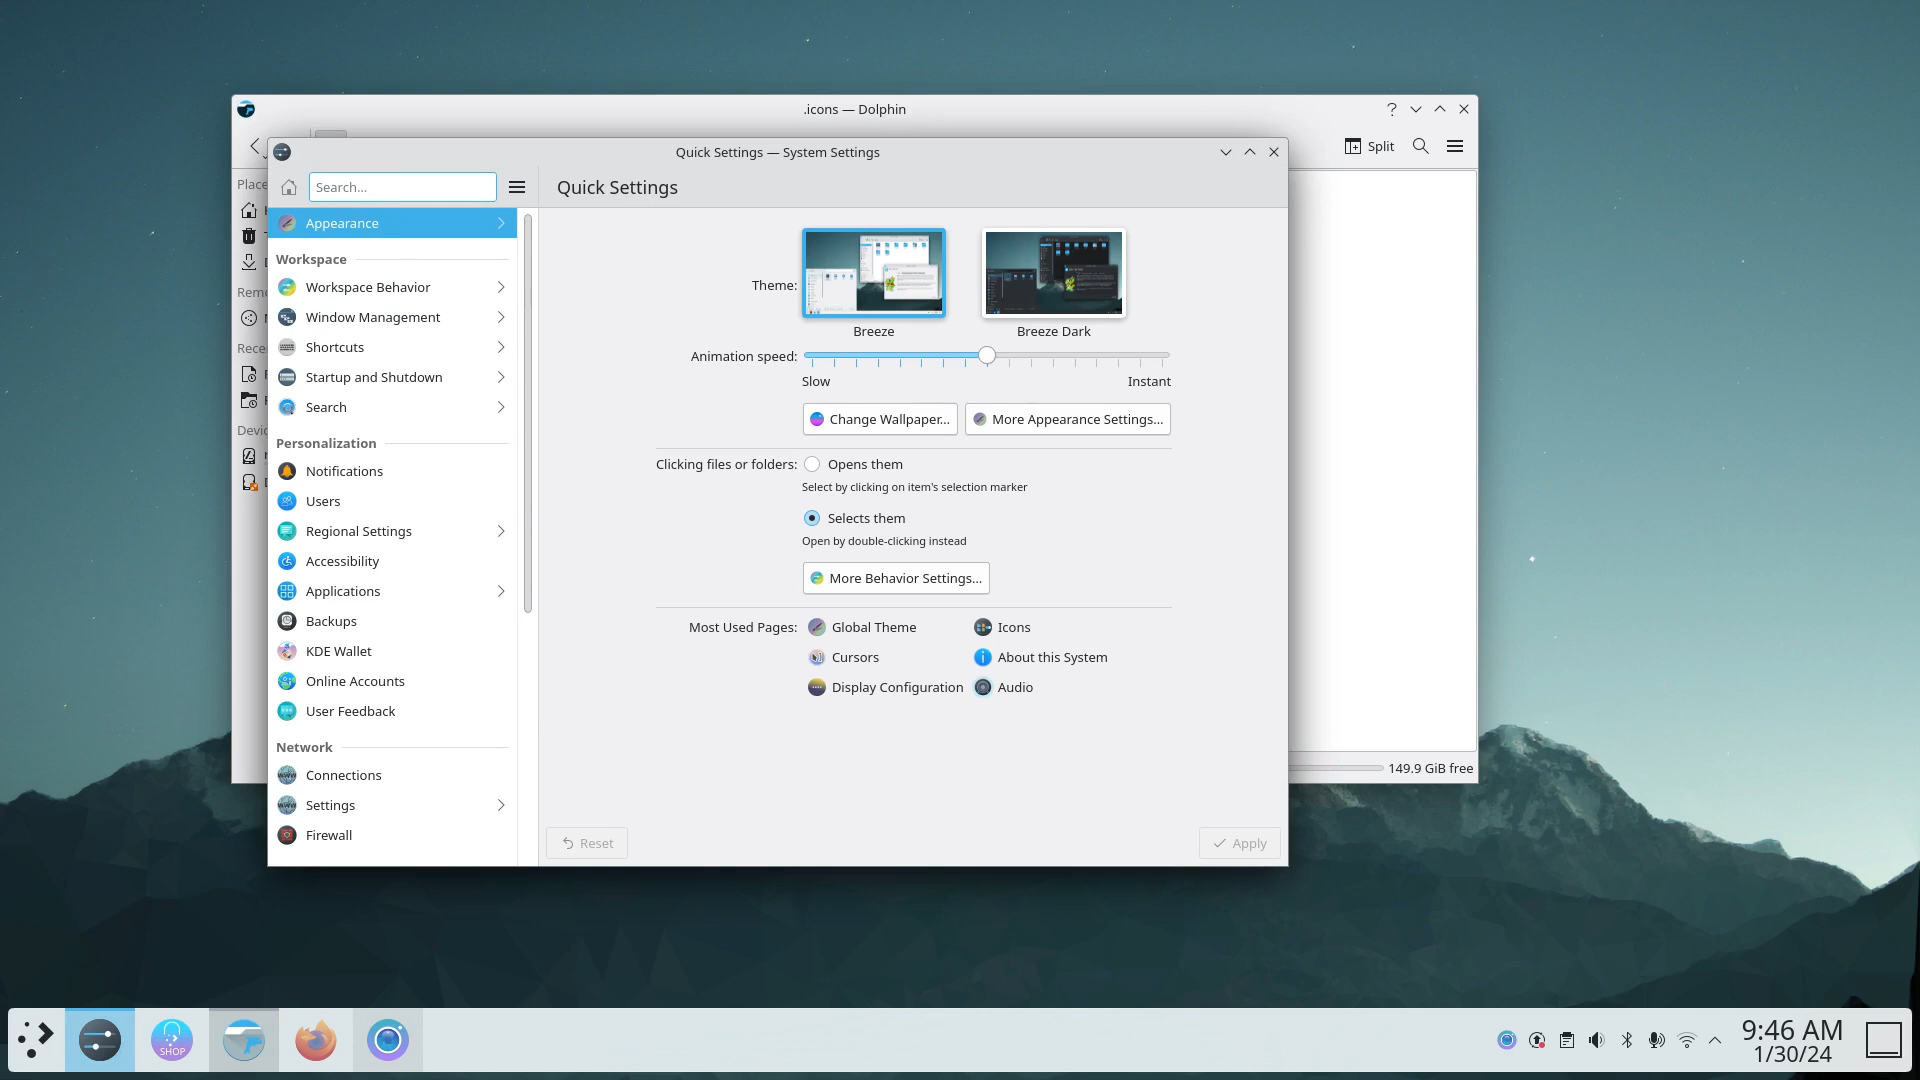 .icons — Dolphin
Split
Quick Settings — System Settings
Search...
Quick Settings
Appearance
Workspace
Workspace Behavior
Window Management
Shortcuts
Startup and Shutdown
Search
Personalization
Notifications
Users
Regional Settings
Accessibility
Applications
Backups
KDE Wallet
Online Accounts
User Feedback
Network
Connections
Settings
Firewall
Theme:
Breeze
Breeze Dark
Animation speed:
Slow
Instant
Change Wallpaper...
More Appearance Settings...
Clicking files or folders:
Opens them
Select by clicking on item's selection marker
Selects them
Open by double-clicking instead
More Behavior Settings...
Most Used Pages:
Global Theme
Icons
Cursors
About this System
Display Configuration
Audio
Reset
Apply
149.9 GiB free
SHOP
9:46 AM
1/30/24